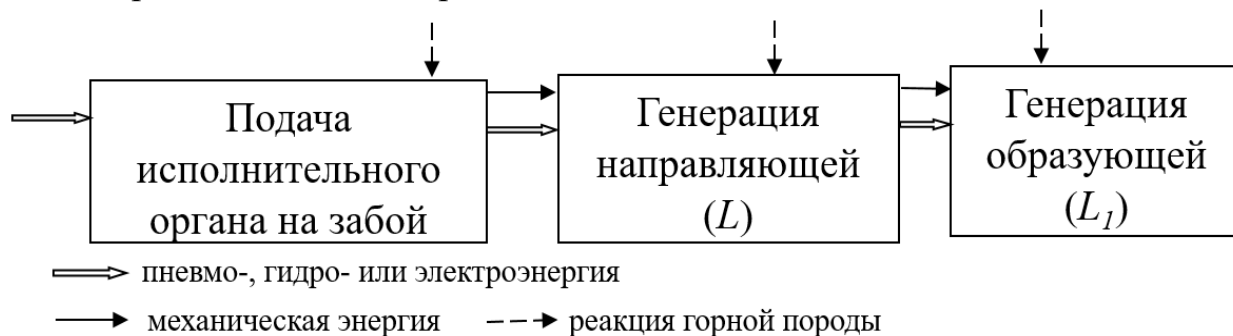 Подача
исполнительного
органа на забой
Генерация
направляющей
(L)
Генерация
образующей
(L₁)
пневмо-, гидро- или электроэнергия
механическая энергия
реакция горной породы